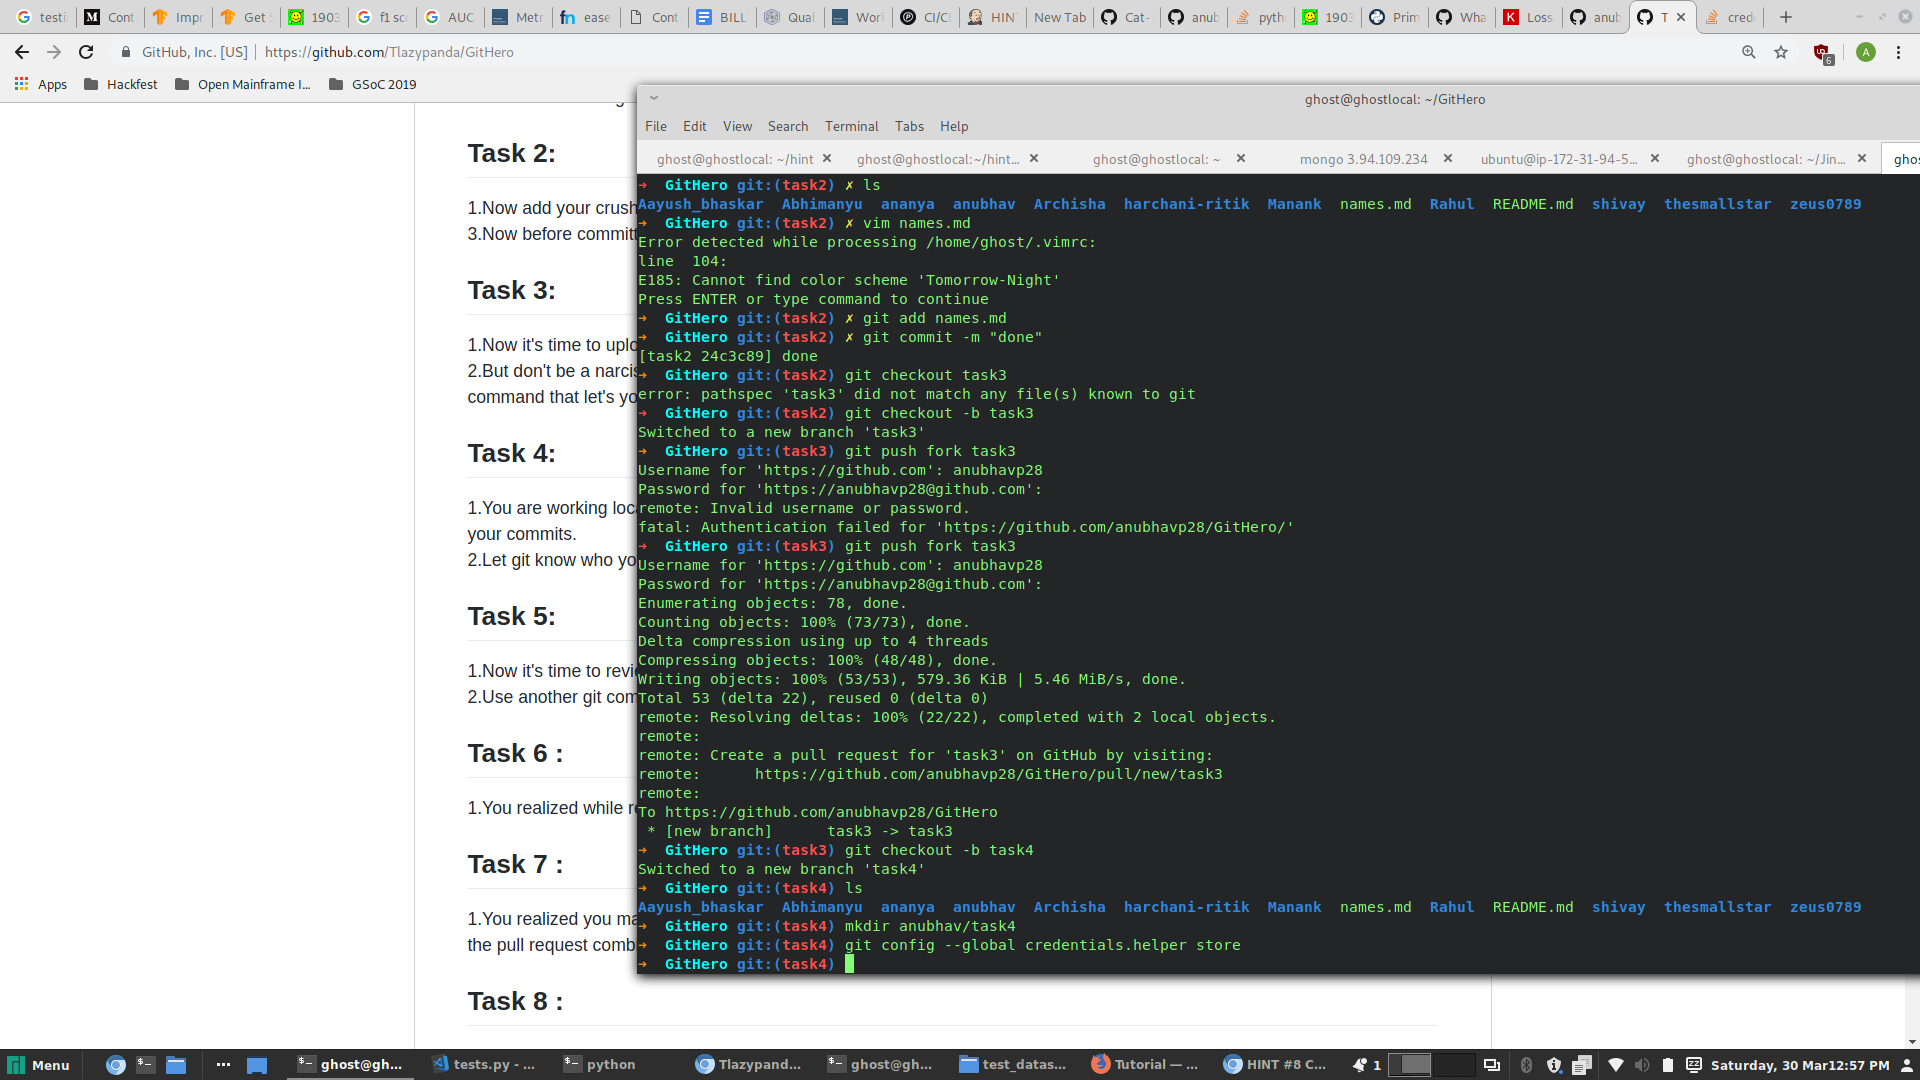 testi Cont Impr Get S 1903 f1 sco AUC Metr ease Cont BILL Qual Worl CI/CD HINT New Tab Cat- anub pyth 1903 Prim Wha Loss anub T cred
GitHub, Inc. [US] https://github.com/Tlazypanda/GitHero
6 A
Apps Hackfest Open Mainframe I... GSoC 2019
Task 2:
1.Now add your crush
3.Now before committ
Task 3:
1.Now it's time to uplo
2.But don't be a narcis
command that let's yo
Task 4:
1.You are working loc
your commits.
2.Let git know who yo
Task 5:
1.Now it's time to revie
2.Use another git com
Task 6 :
1.You realized while r
Task 7 :
1.You realized you ma
the pull request comb
Task 8 :
ghost@ghostlocal: ~/GitHero
File Edit View Search Terminal Tabs Help
ghost@ghostlocal: ~/hint ghost@ghostlocal:~/hint... ghost@ghostlocal: ~ mongo 3.94.109.234 ubuntu@ip-172-31-94-5... ghost@ghostlocal: ~/Jin... ghos
➜ GitHero git:(task2) ✗ ls
Aayush_bhaskar Abhimanyu ananya anubhav Archisha harchani-ritik Manank names.md Rahul README.md shivay thesmallstar zeus0789
➜ GitHero git:(task2) ✗ vim names.md
Error detected while processing /home/ghost/.vimrc:
line 104:
E185: Cannot find color scheme 'Tomorrow-Night'
Press ENTER or type command to continue
➜ GitHero git:(task2) ✗ git add names.md
➜ GitHero git:(task2) ✗ git commit -m "done"
[task2 24c3c89] done
➜ GitHero git:(task2) git checkout task3
error: pathspec 'task3' did not match any file(s) known to git
➜ GitHero git:(task2) git checkout -b task3
Switched to a new branch 'task3'
➜ GitHero git:(task3) git push fork task3
Username for 'https://github.com': anubhavp28
Password for 'https://anubhavp28@github.com':
remote: Invalid username or password.
fatal: Authentication failed for 'https://github.com/anubhavp28/GitHero/'
➜ GitHero git:(task3) git push fork task3
Username for 'https://github.com': anubhavp28
Password for 'https://anubhavp28@github.com':
Enumerating objects: 78, done.
Counting objects: 100% (73/73), done.
Delta compression using up to 4 threads
Compressing objects: 100% (48/48), done.
Writing objects: 100% (53/53), 579.36 KiB | 5.46 MiB/s, done.
Total 53 (delta 22), reused 0 (delta 0)
remote: Resolving deltas: 100% (22/22), completed with 2 local objects.
remote:
remote: Create a pull request for 'task3' on GitHub by visiting:
remote: https://github.com/anubhavp28/GitHero/pull/new/task3
remote:
To https://github.com/anubhavp28/GitHero
* [new branch] task3 -> task3
➜ GitHero git:(task3) git checkout -b task4
Switched to a new branch 'task4'
➜ GitHero git:(task4) ls
Aayush_bhaskar Abhimanyu ananya anubhav Archisha harchani-ritik Manank names.md Rahul README.md shivay thesmallstar zeus0789
➜ GitHero git:(task4) mkdir anubhav/task4
➜ GitHero git:(task4) git config --global credentials.helper store
➜ GitHero git:(task4)
Menu ghost@gh... tests.py - ... python Tlazypand... ghost@gh... test_datas... Tutorial — ... HINT #8 C... 1 Saturday, 30 Mar12:57 PM